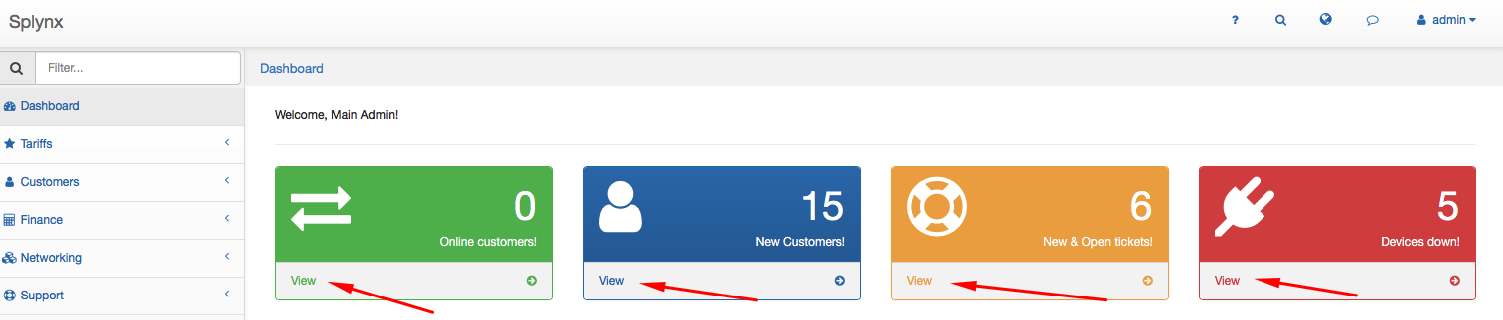 Splynx
?
admin
Filter...
Dashboard
Dashboard
Tariffs
Customers
Finance
Networking
Support
Welcome, Main Admin!
0
Online customers!
View
15
New Customers!
View
6
New & Open tickets!
View
5
Devices down!
View